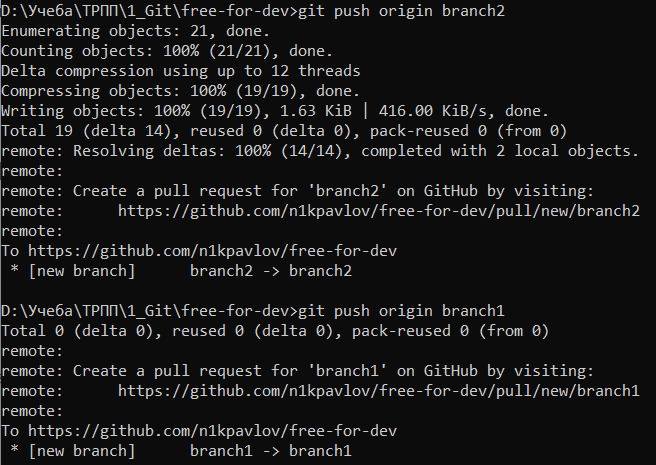 D:\Учеба\ТРПП\1_Git\free-for-dev>git push origin branch2
Enumerating objects: 21, done.
Counting objects: 100% (21/21), done.
Delta compression using up to 12 threads
Compressing objects: 100% (19/19), done.
Writing objects: 100% (19/19), 1.63 KiB | 416.00 KiB/s, done.
Total 19 (delta 14), reused 0 (delta 0), pack-reused 0 (from 0)
remote: Resolving deltas: 100% (14/14), completed with 2 local objects.
remote:
remote: Create a pull request for 'branch2' on GitHub by visiting:
remote:      https://github.com/n1kpavlov/free-for-dev/pull/new/branch2
remote:
To https://github.com/n1kpavlov/free-for-dev
 * [new branch]      branch2 -> branch2

D:\Учеба\ТРПП\1_Git\free-for-dev>git push origin branch1
Total 0 (delta 0), reused 0 (delta 0), pack-reused 0 (from 0)
remote:
remote: Create a pull request for 'branch1' on GitHub by visiting:
remote:      https://github.com/n1kpavlov/free-for-dev/pull/new/branch1
remote:
To https://github.com/n1kpavlov/free-for-dev
 * [new branch]      branch1 -> branch1